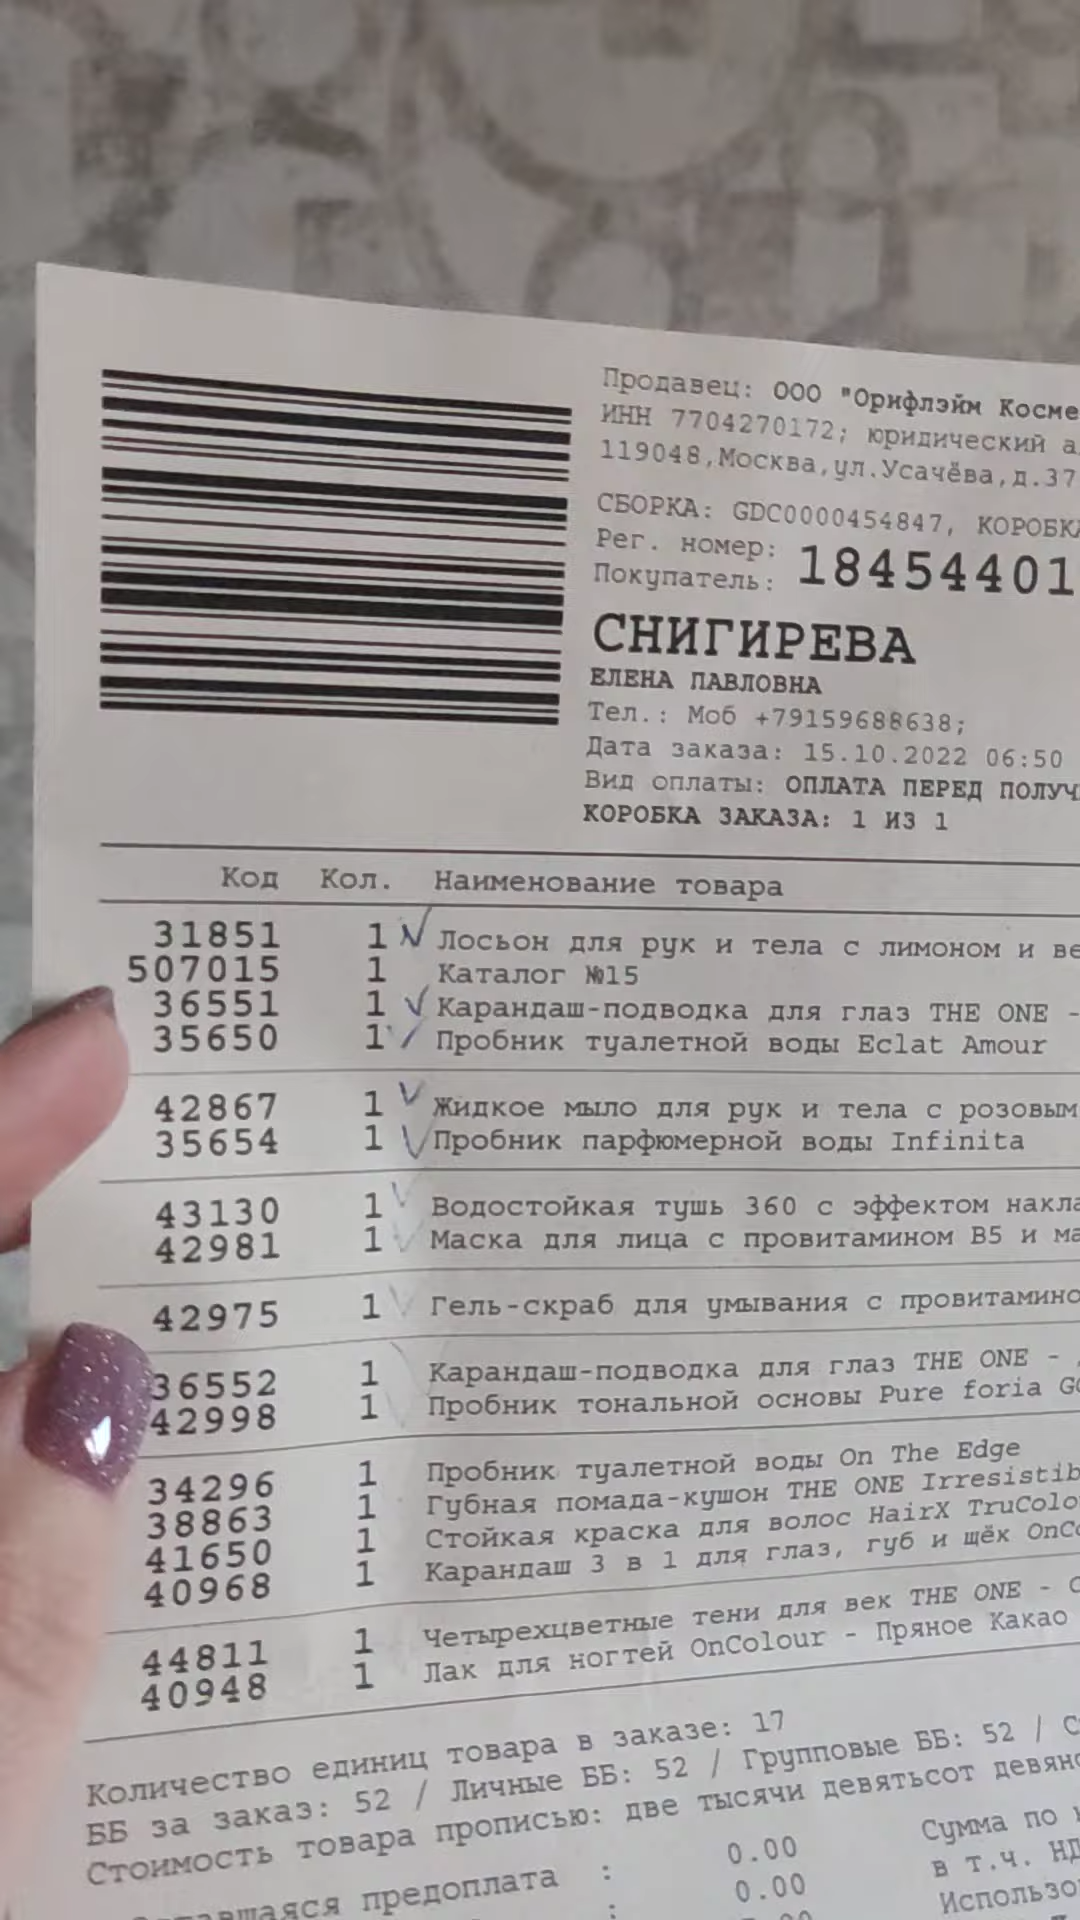 Продавец: ООО "Орифлэйм Косме
ИНН 7704270172; юридический а
119048,Москва,ул.Усачёва,д.37
СБОРКА: GDC0000454847, КОРОБКА
Рег. номер: 18454401
Покупатель:
СНИГИРЕВА
ЕЛЕНА ПАВЛОВНА
Тел.: Моб +79159688638;
Дата заказа: 15.10.2022 06:50
Вид оплаты: ОПЛАТА ПЕРЕД ПОЛУЧ
КОРОБКА ЗАКАЗА: 1 ИЗ 1
Код Кол. Наименование товара
31851 1 Лосьон для рук и тела с лимоном и ве
507015 1 Каталог №15
36551 1 Карандаш-подводка для глаз THE ONE -
35650 1 Пробник туалетной воды Eclat Amour
42867 1 Жидкое мыло для рук и тела с розовым
35654 1 Пробник парфюмерной воды Infinita
43130 1 Водостойкая тушь 360 с эффектом накла
42981 1 Маска для лица с провитамином B5 и ма
42975 1 Гель-скраб для умывания с провитамино
36552 1 Карандаш-подводка для глаз THE ONE -
42998 1 Пробник тональной основы Pure foria GO
34296 1 Пробник туалетной воды On The Edge
38863 1 Губная помада-кушон THE ONE Irresistib
41650 1 Стойкая краска для волос HairX TruColo
40968 1 Карандаш 3 в 1 для глаз, губ и щёк OnCo
44811 1 Четырехцветные тени для век THE ONE -
40948 1 Лак для ногтей OnColour - Пряное Какао
Количество единиц товара в заказе: 17
ББ за заказ: 52 / Личные ББ: 52 / Групповые ББ: 52 /
Стоимость товара прописью: две тысячи девятьсот девяно
Сумма по
0.00 в т.ч. НД
предоплата : 0.00 Использо